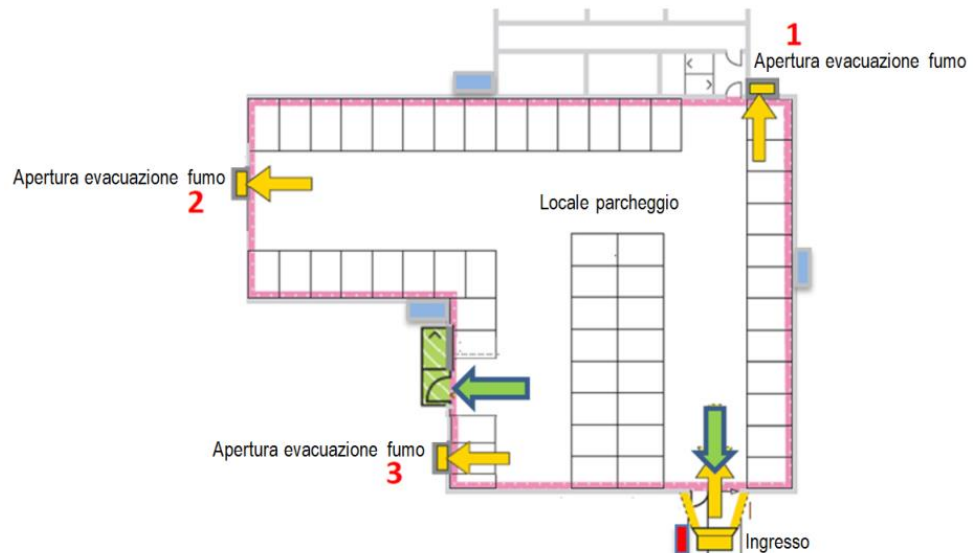 1
Apertura evacuazione fumo
Apertura evacuazione fumo
2
Locale parcheggio
Apertura evacuazione fumo
3
Ingresso